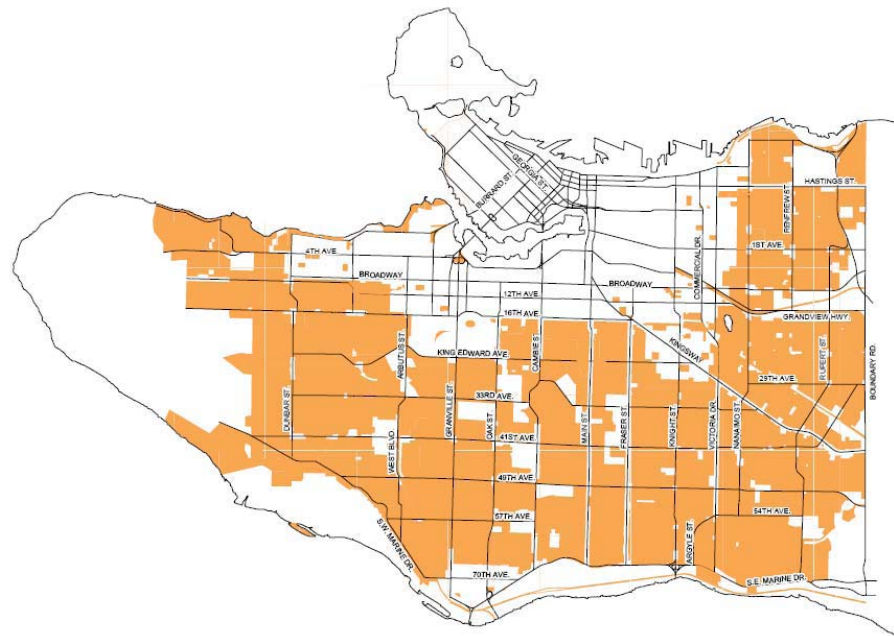 GEORGIA ST.
BURRARD ST.
HASTINGS ST.
RENFREW ST.
4TH AVE.
1ST AVE.
COMMERCIAL DR.
BROADWAY
BROADWAY
12TH AVE.
16TH AVE.
GRANDVIEW HWY.
KINGSWAY
ARBUTUS ST.
CAMBIE ST.
RUPERT ST.
BOUNDARY RD.
KING EDWARD AVE.
29TH AVE.
DUNBAR ST.
GRANVILLE ST.
33RD AVE.
OAK ST.
MAIN ST.
FRASER ST.
KNIGHT ST.
VICTORIA DR.
NANAIMO ST.
WEST BLVD.
41ST AVE.
49TH AVE.
57TH AVE.
54TH AVE.
S.W. MARINE DR.
ARGYLE ST.
70TH AVE.
S.E. MARINE DR.